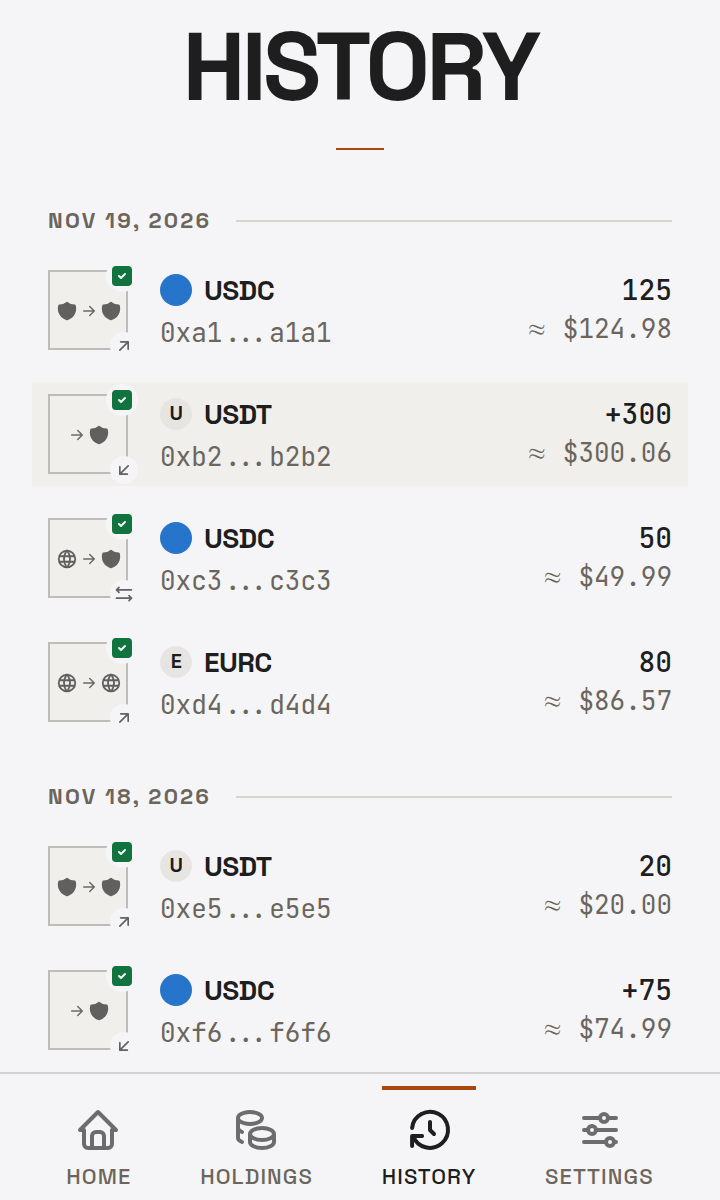 HISTORY
NOV 19, 2026
USDC 125
0xa1...a1a1 ≈ $124.98
U USDT +300
0xb2...b2b2 ≈ $300.06
USDC 50
0xc3...c3c3 ≈ $49.99
E EURC 80
0xd4...d4d4 ≈ $86.57
NOV 18, 2026
U USDT 20
0xe5...e5e5 ≈ $20.00
USDC +75
0xf6...f6f6 ≈ $74.99
HOME HOLDINGS HISTORY SETTINGS